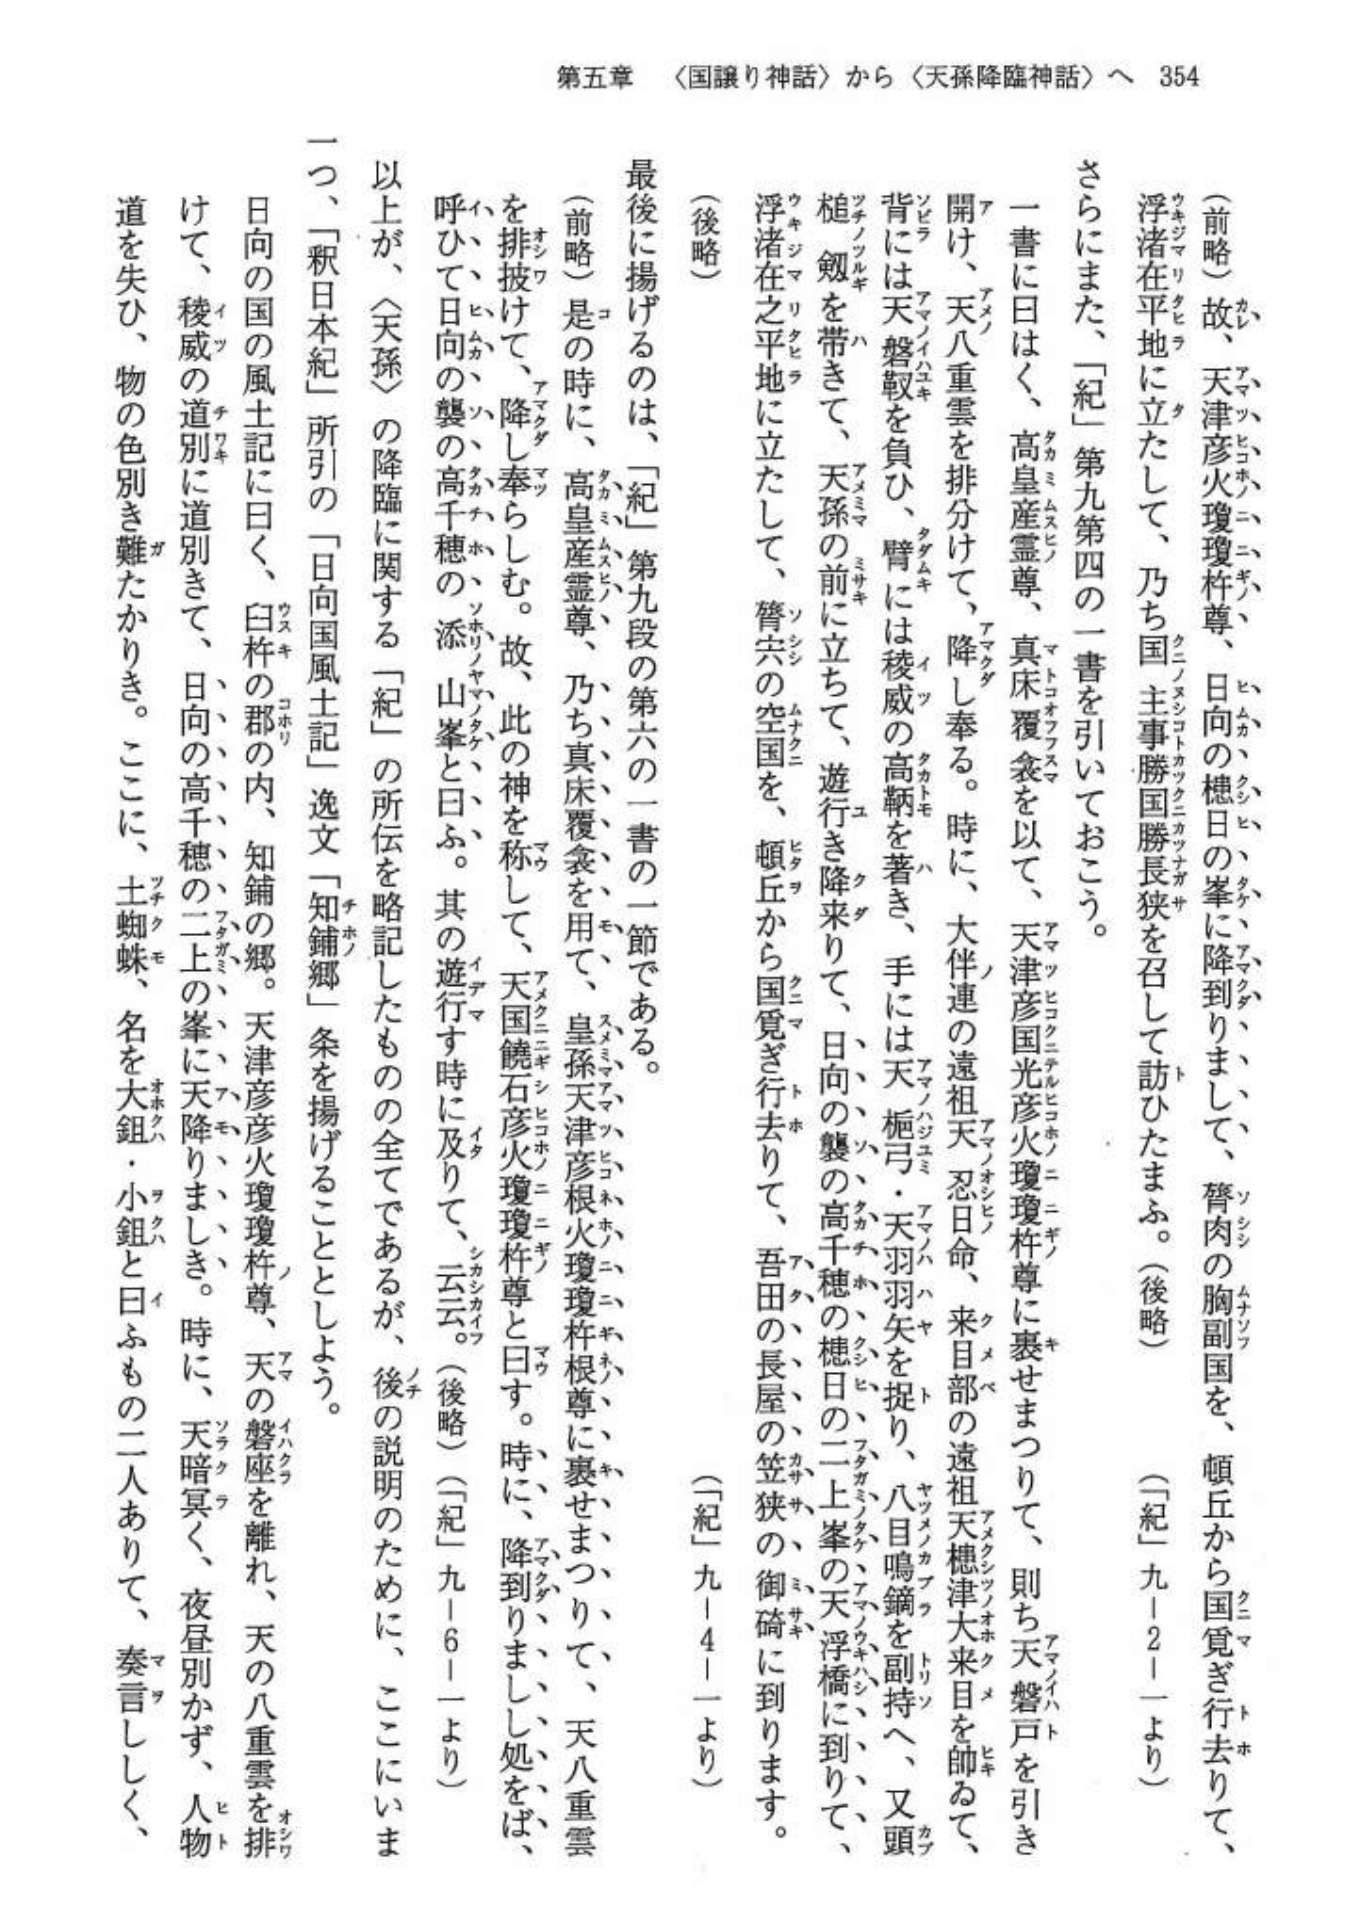 第五章　〈国譲り神話〉から〈天孫降臨神話〉へ　354
（前略）故、天津彦火瓊瓊杵尊、日向の槵日の峯に降到りまして、膂肉の胸副国を、頓丘から国覓ぎ行去りて、
浮渚在平地に立たして、乃ち国主事勝国勝長狭を召して訪ひたまふ。（後略）　（「紀」九－2－一より）
さらにまた、「紀」第九第四の一書を引いておこう。
一書に曰はく、高皇産霊尊、真床覆衾を以て、天津彦国光彦火瓊瓊杵尊に裹せまつりて、則ち天磐戸を引き
開け、天八重雲を排分けて、降し奉る。時に、大伴連の遠祖天忍日命、来目部の遠祖天槵津大来目を帥ゐて、
背には天磐靫を負ひ、臂には稜威の高鞆を著き、手には天梔弓・天羽羽矢を捉り、八目鳴鏑を副持へ、又頭
槌剱を帯きて、天孫の前に立ちて、遊行き降来りて、日向の襲の高千穂の槵日の二上峯の天浮橋に到りて、
浮渚在之平地に立たして、膂宍の空国を、頓丘から国覓ぎ行去りて、吾田の長屋の笠狭の御碕に到ります。
（後略）　（「紀」九－4－一より）
最後に揚げるのは、「紀」第九段の第六の一書の一節である。
（前略）是の時に、高皇産霊尊、乃ち真床覆衾を用て、皇孫天津彦根火瓊瓊杵根尊に裹せまつりて、天八重雲
を排披けて、降し奉らしむ。故、此の神を称して、天国饒石彦火瓊瓊杵尊と曰す。時に、降到りましし処をば、
呼ひて日向の襲の高千穂の添山峯と曰ふ。其の遊行す時に及りて、云云。（後略）（「紀」九－6－一より）
以上が、〈天孫〉の降臨に関する「紀」の所伝を略記したものの全てであるが、後の説明のために、ここにいま
一つ、「釈日本紀」所引の「日向国風土記」逸文「知鋪郷」条を揚げることとしよう。
日向の国の風土記に曰く、臼杵の郡の内、知鋪の郷。天津彦彦火瓊瓊杵尊、天の磐座を離れ、天の八重雲を排
けて、稜威の道別に道別きて、日向の高千穂の二上の峯に天降りましき。時に、天暗冥く、夜昼別かず、人物
道を失ひ、物の色別き難たかりき。ここに、土蜘蛛、名を大鉏・小鉏と曰ふもの二人ありて、奏言ししく、